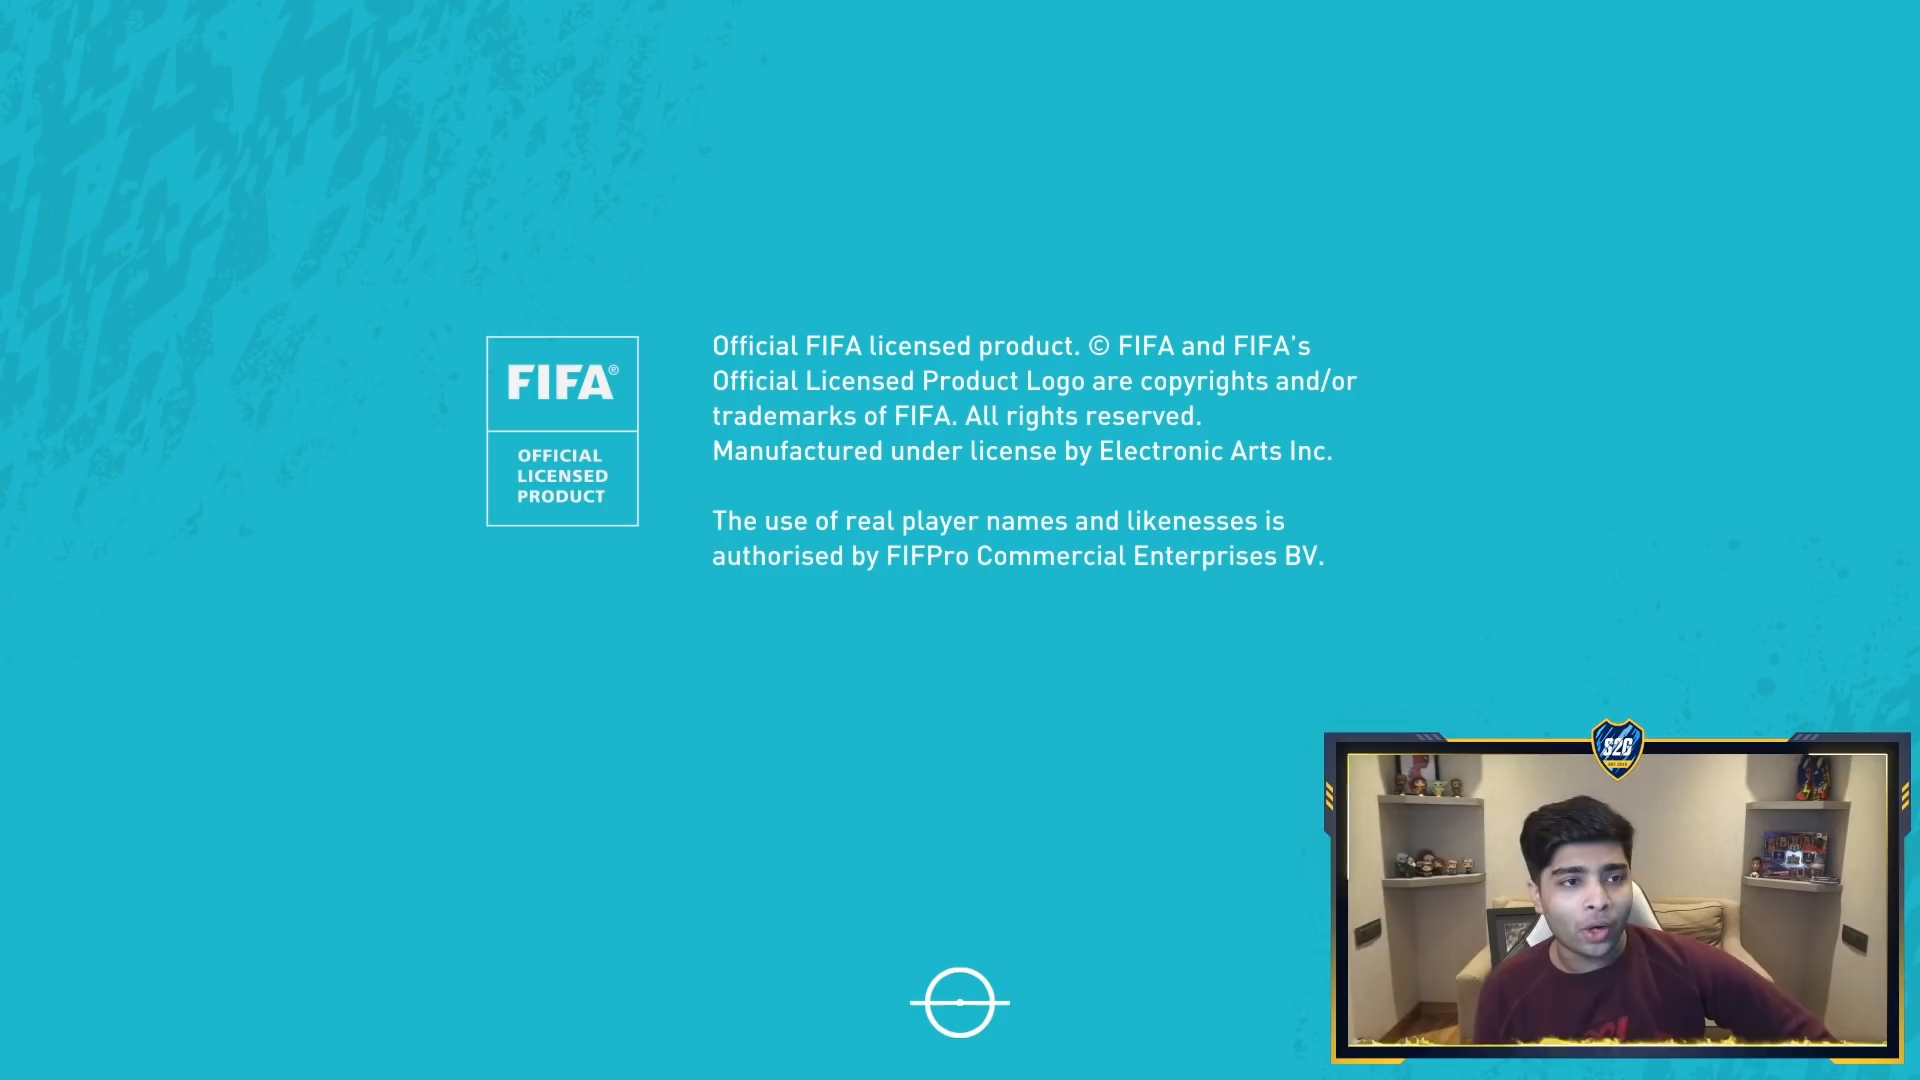 FIFA®
OFFICIAL
LICENSED
PRODUCT
Official FIFA licensed product. © FIFA and FIFA’s
Official Licensed Product Logo are copyrights and/or
trademarks of FIFA. All rights reserved.
Manufactured under license by Electronic Arts Inc.
The use of real player names and likenesses is
authorised by FIFPro Commercial Enterprises BV.
S2G